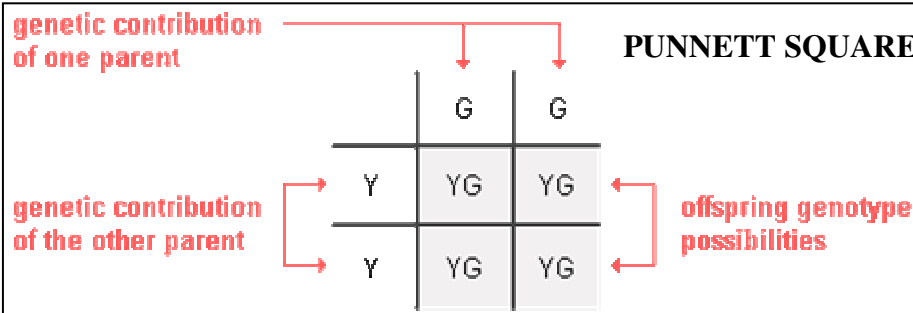 genetic contribution
of one parent
PUNNETT SQUARE
G G
Y YG YG
genetic contribution
of the other parent
offspring genotype
possibilities
Y YG YG